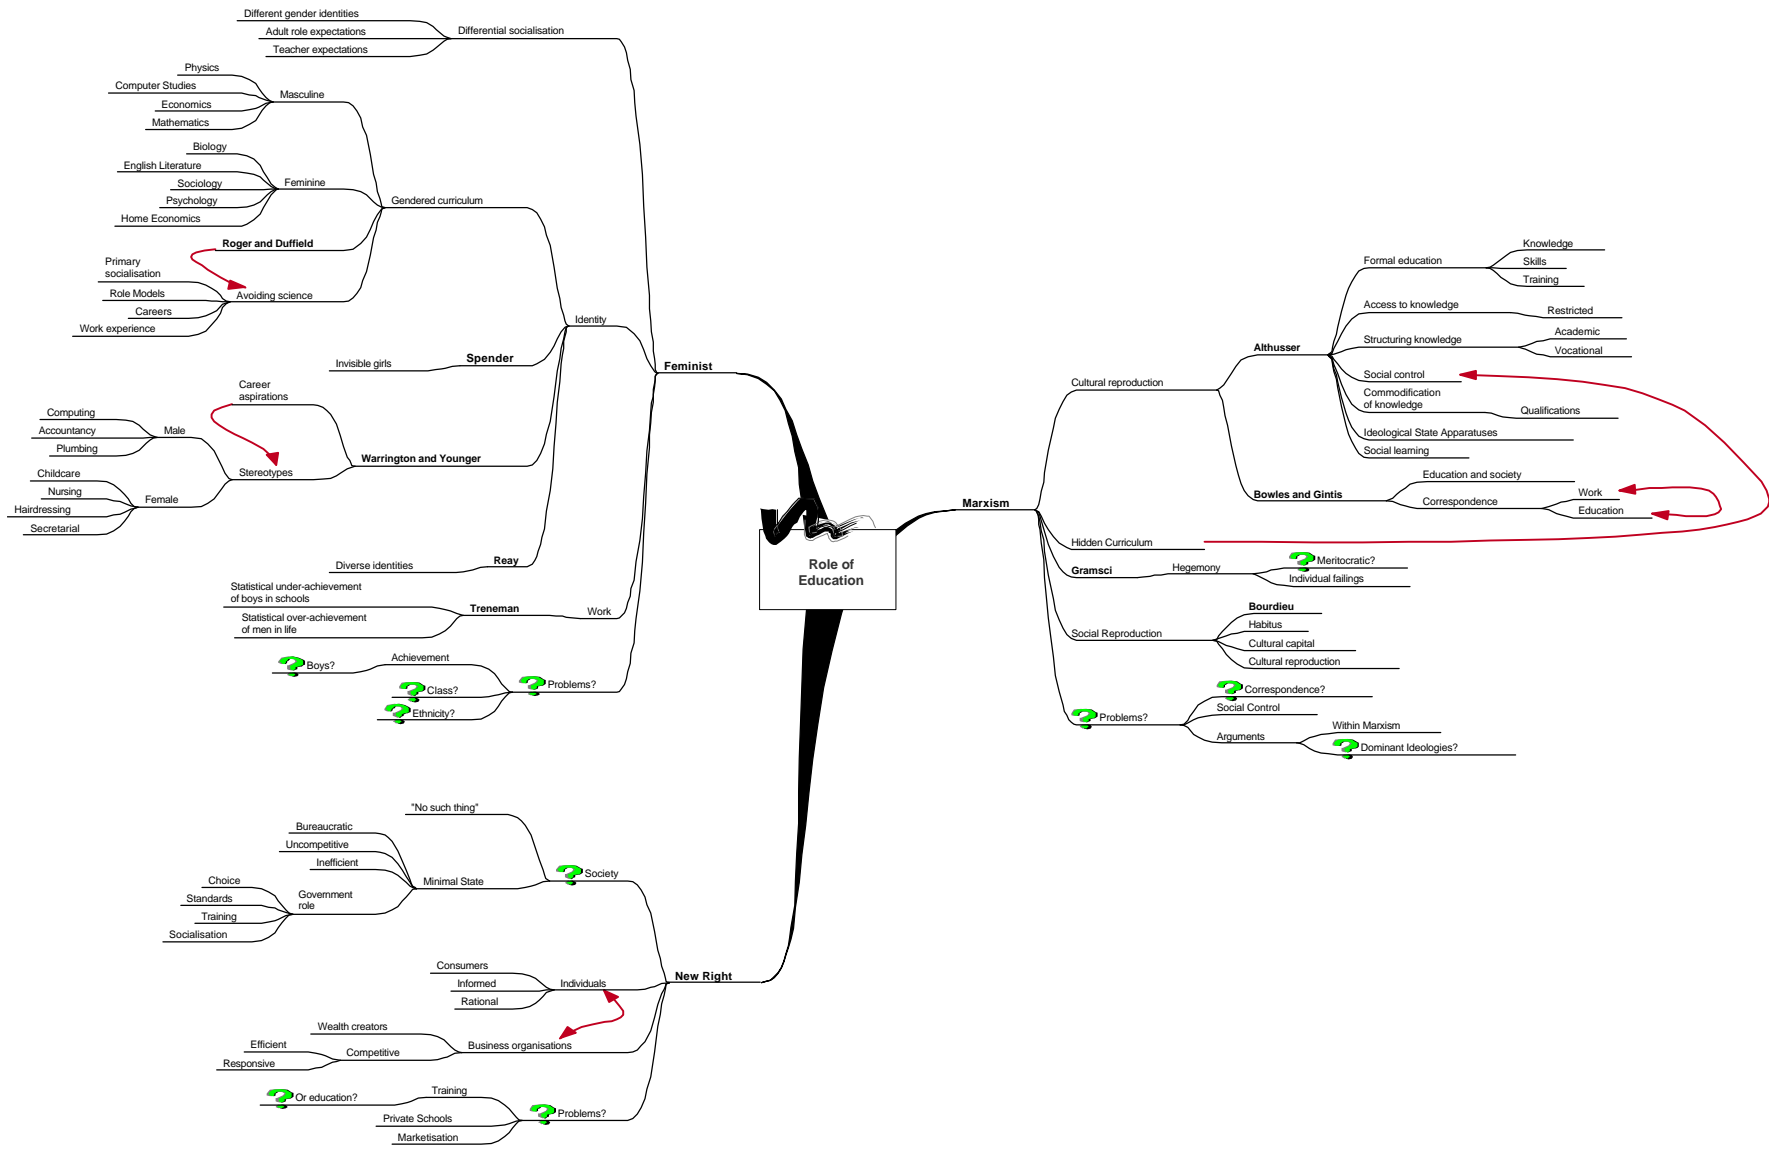 Role of
Education
Feminist
Differential socialisation
Different gender identities
Adult role expectations
Teacher expectations
Identity
Gendered curriculum
Masculine
Physics
Computer Studies
Economics
Mathematics
Feminine
Biology
English Literature
Sociology
Psychology
Home Economics
Roger and Duffield
Avoiding science
Primary
socialisation
Role Models
Careers
Work experience
Spender
Invisible girls
Warrington and Younger
Career
aspirations
Stereotypes
Male
Computing
Accountancy
Plumbing
Female
Childcare
Nursing
Hairdressing
Secretarial
Reay
Diverse identities
Work
Treneman
Statistical under-achievement
of boys in schools
Statistical over-achievement
of men in life
Problems?
Achievement
Boys?
Class?
Ethnicity?
New Right
Society
"No such thing"
Minimal State
Bureaucratic
Uncompetitive
Inefficient
Government
role
Choice
Standards
Training
Socialisation
Individuals
Consumers
Informed
Rational
Business organisations
Wealth creators
Competitive
Efficient
Responsive
Problems?
Training
Or education?
Private Schools
Marketisation
Marxism
Cultural reproduction
Althusser
Formal education
Knowledge
Skills
Training
Access to knowledge
Restricted
Structuring knowledge
Academic
Vocational
Social control
Commodification
of knowledge
Qualifications
Ideological State Apparatuses
Social learning
Bowles and Gintis
Education and society
Correspondence
Work
Education
Hidden Curriculum
Gramsci
Hegemony
Meritocratic?
Individual failings
Social Reproduction
Bourdieu
Habitus
Cultural capital
Cultural reproduction
Problems?
Correspondence?
Social Control
Arguments
Within Marxism
Dominant Ideologies?